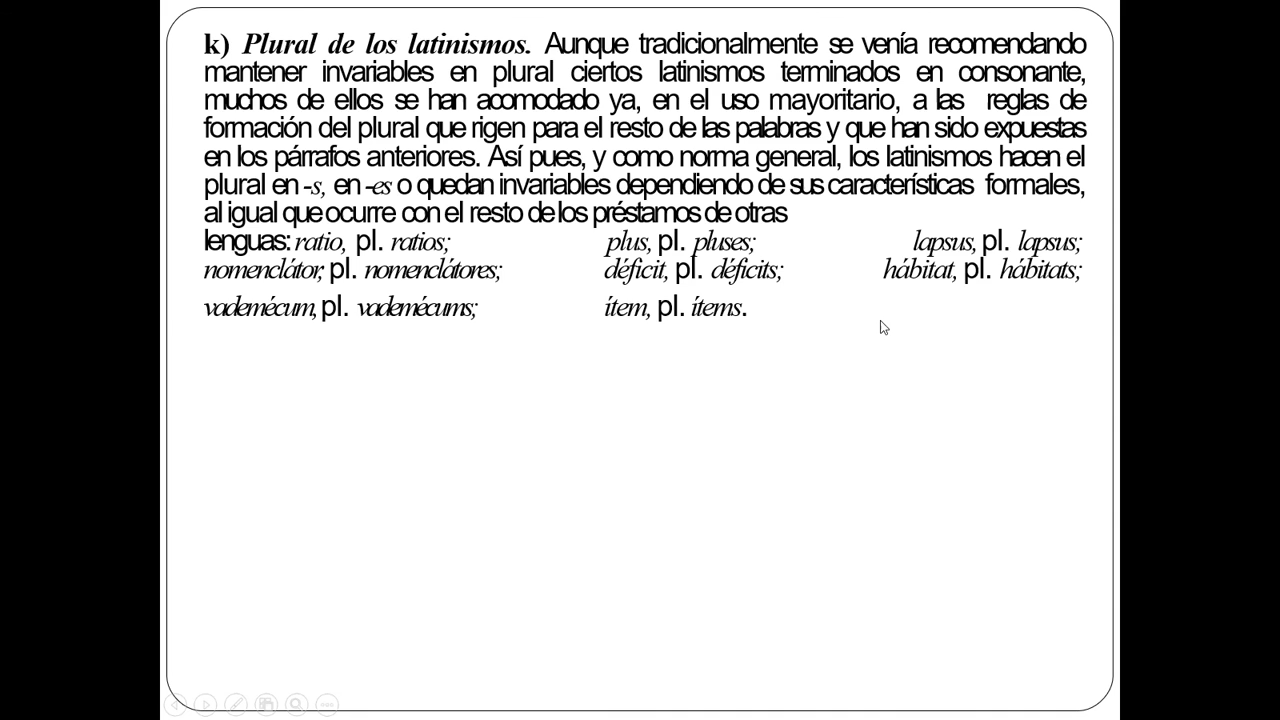 k) Plural de los latinismos. Aunque tradicionalmente se venía recomendando
mantener invariables en plural ciertos latinismos terminados en consonante,
muchos de ellos se han acomodado ya, en el uso mayoritario, a las reglas de
formación del plural que rigen para el resto de las palabras y que han sido expuestas
en los párrafos anteriores. Así pues, y como norma general, los latinismos hacen el
plural en -s, en -es o quedan invariables dependiendo de sus características formales,
al igual que ocurre con el resto de los préstamos de otras
lenguas: ratio, pl. ratios; plus, pl. pluses; lapsus, pl. lapsus;
nomenclátor, pl. nomenclátores; déficit, pl. déficits; hábitat, pl. hábitats;
vademécum, pl. vademécums; ítem, pl. ítems.